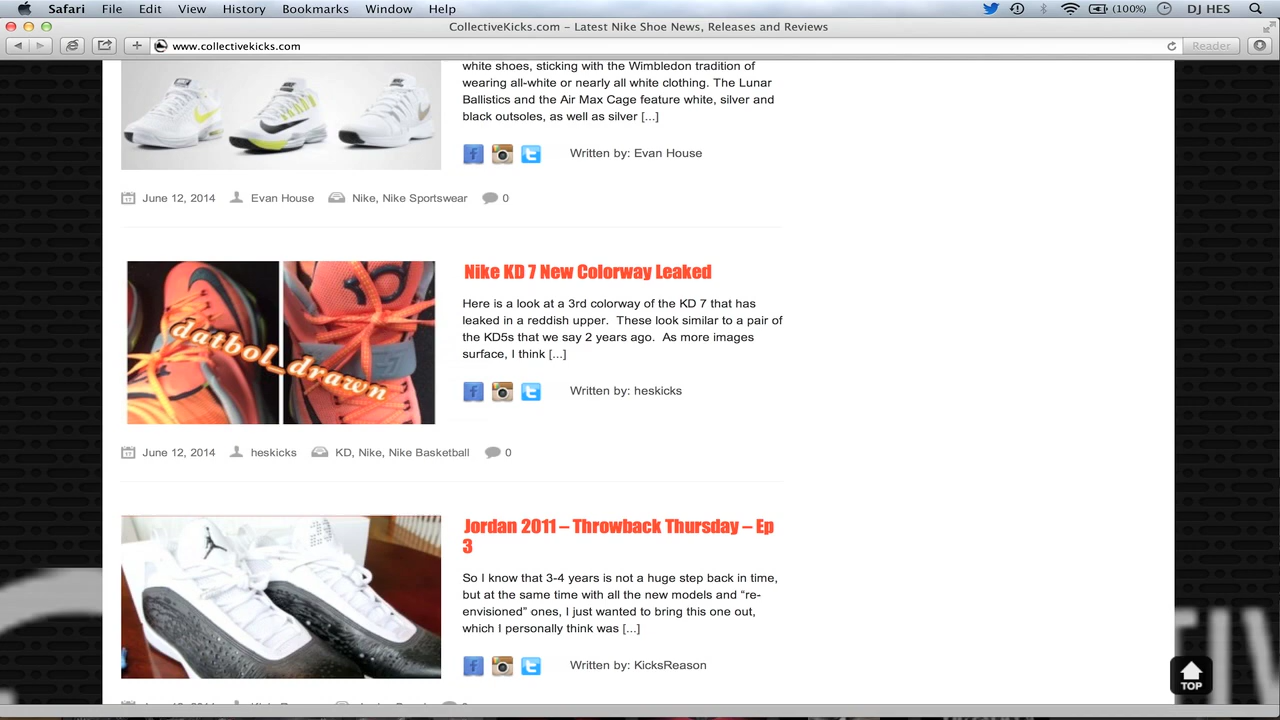 Safari File Edit View History Bookmarks Window Help (100%) DJ HES
CollectiveKicks.com – Latest Nike Shoe News, Releases and Reviews
www.collectivekicks.com Reader
white shoes, sticking with the Wimbledon tradition of
wearing all-white or nearly all white clothing. The Lunar
Ballistics and the Air Max Cage feature white, silver and
black outsoles, as well as silver [...]
Written by: Evan House
June 12, 2014 Evan House Nike, Nike Sportswear 0
Nike KD 7 New Colorway Leaked
Here is a look at a 3rd colorway of the KD 7 that has
leaked in a reddish upper. These look similar to a pair of
the KD5s that we say 2 years ago. As more images
surface, I think [...]
datbol_drawn
Written by: heskicks
June 12, 2014 heskicks KD, Nike, Nike Basketball 0
Jordan 2011 – Throwback Thursday – Ep
3
So I know that 3-4 years is not a huge step back in time,
but at the same time with all the new models and “re-
envisioned” ones, I just wanted to bring this one out,
which I personally think was [...]
Written by: KicksReason
TOP